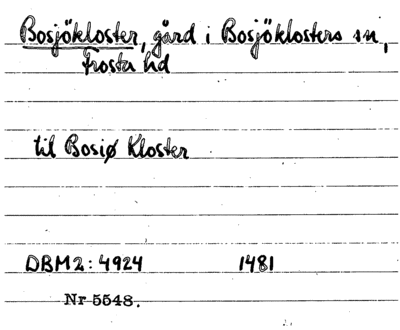 Bosjökloster, gård i Bosjöklosters sn,
Frosta hd
til Bosiø Kloster
DBM2: 4924 1481
Nr 5548.